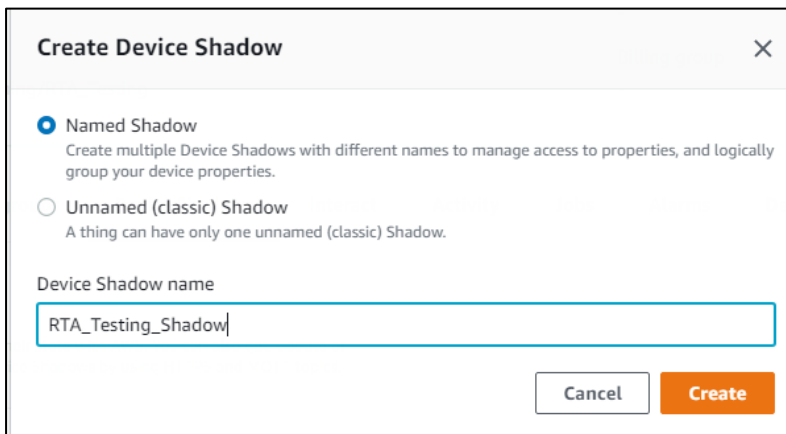 Create Device Shadow
Named Shadow
Create multiple Device Shadows with different names to manage access to properties, and logically
group your device properties.
Unnamed (classic) Shadow
A thing can have only one unnamed (classic) Shadow.
Device Shadow name
RTA_Testing_Shadow
Cancel
Create